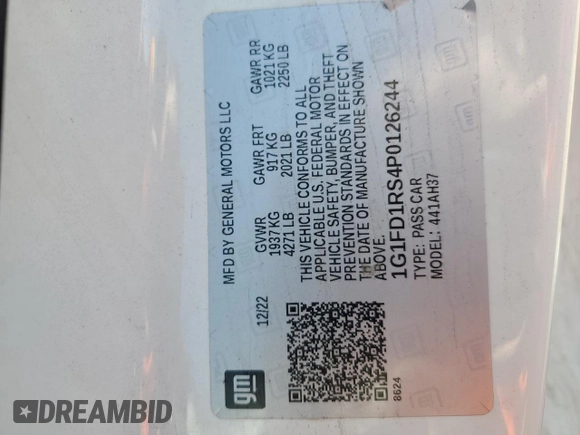 gm
MFD BY GENERAL MOTORS LLC
12/22
GVWR GAWR FRT GAWR RR
1937 KG 917 KG 1021 KG
4271 LB 2021 LB 2250 LB
THIS VEHICLE CONFORMS TO ALL
APPLICABLE U.S. FEDERAL MOTOR
VEHICLE SAFETY, BUMPER, AND THEFT
PREVENTION STANDARDS IN EFFECT ON
THE DATE OF MANUFACTURE SHOWN
ABOVE.
1G1FD1RS4P0126244
TYPE: PASS CAR
MODEL: 441AH37
8624
DREAMBID